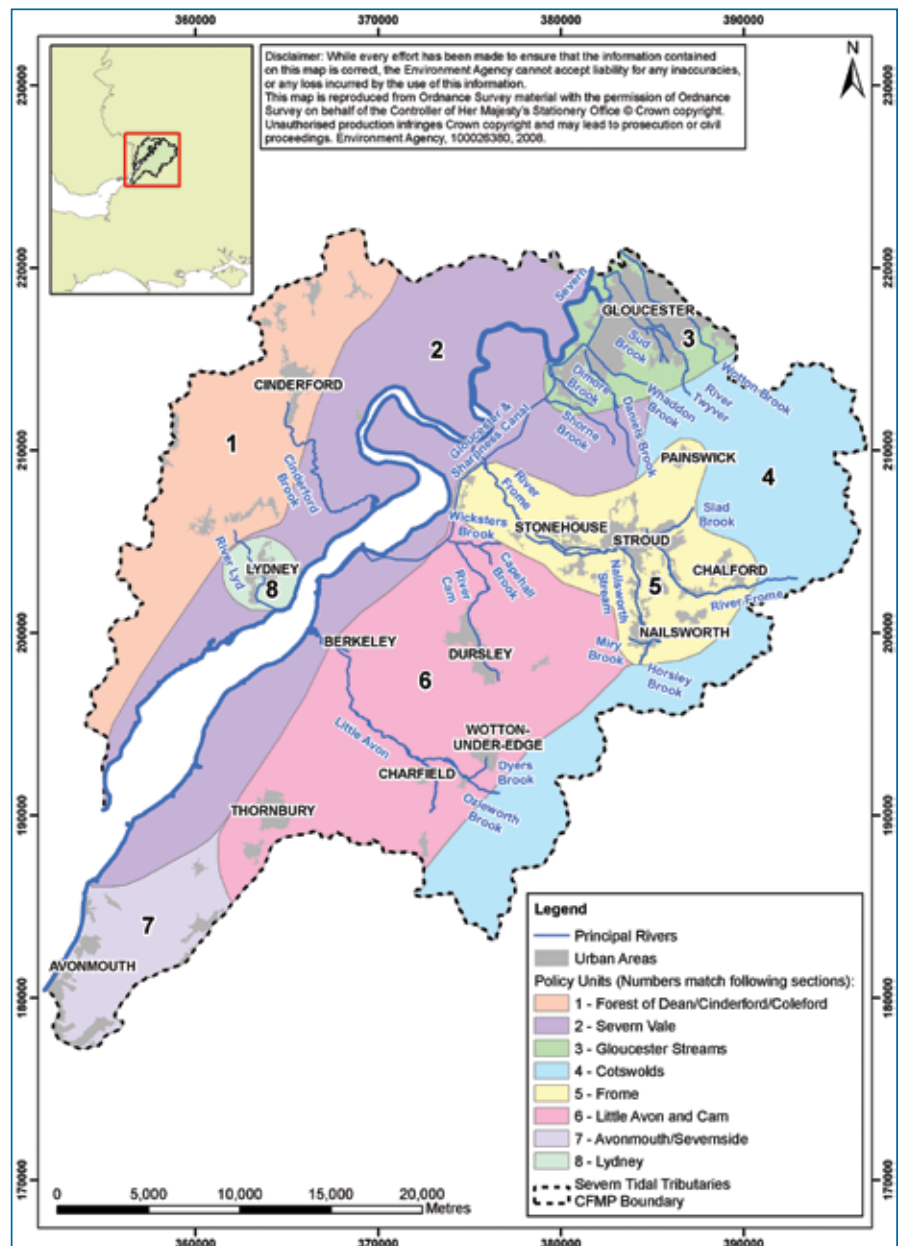 360000
370000
380000
390000
230000
220000
210000
200000
190000
180000
170000
Disclaimer: While every effort has been made to ensure that the information contained
on this map is correct, the Environment Agency cannot accept liability for any inaccuracies,
or any loss incurred by the use of this information.
This map is reproduced from Ordnance Survey material with the permission of Ordnance
Survey on behalf of the Controller of Her Majesty's Stationery Office © Crown copyright.
Unauthorised production infringes Crown copyright and may lead to prosecution or civil
proceedings. Environment Agency, 100026380, 2008.
N
230000
220000
210000
200000
190000
180000
170000
Severn
GLOUCESTER
Sud
Brook
3
2
Wotton-Brook
River
Twyver
Whaddon
Brook
Dimore
Brook
Daniels Brook
Shorne
Brook
CINDERFORD
Gloucester &
Sharpness Canal
1
Cinderford
Brook
PAINSWICK
4
River
Frome
Slad
Brook
Wicksters
Brook
STONEHOUSE
STROUD
Capehall
Brook
CHALFORD
LYDNEY
8
River Lyd
River
Cam
Nailsworth
Stream
5
River Frome
BERKELEY
NAILSWORTH
DURSLEY
Miry
Brook
Horsley
Brook
6
WOTTON-
UNDER-EDGE
Little Avon
CHARFIELD
Dyers
Brook
Ozleworth
Brook
THORNBURY
7
AVONMOUTH
Legend
Principal Rivers
Urban Areas
Policy Units (Numbers match following sections):
1 - Forest of Dean/Cinderford/Coleford
2 - Severn Vale
3 - Gloucester Streams
4 - Cotswolds
5 - Frome
6 - Little Avon and Cam
7 - Avonmouth/Severnside
8 - Lydney
Severn Tidal Tributaries
CFMP Boundary
0
5,000
10,000
15,000
20,000
Metres
360000
370000
380000
390000